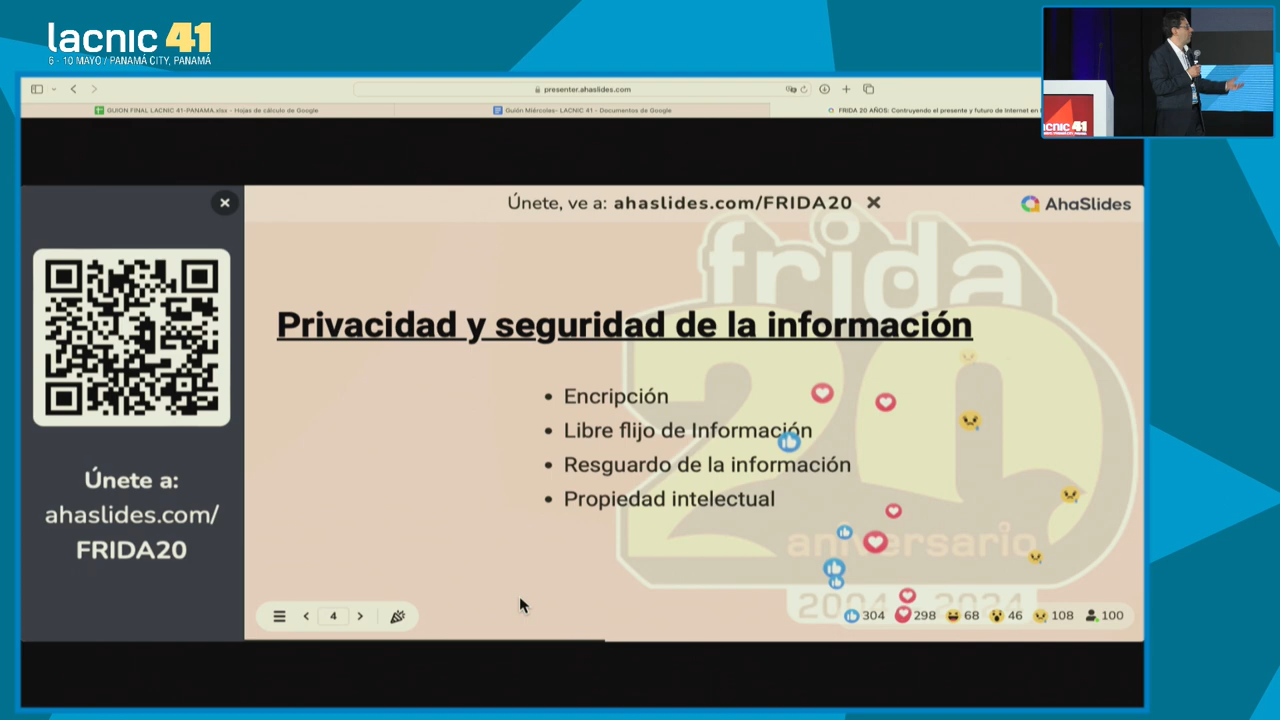 lacnic 41
6 - 10 MAYO / PANAMÁ CITY, PANAMÁ
presenter.ahaslides.com
GUION FINAL LACNIC 41-PANAMA.xlsx - Hojas de cálculo de Google
Guión Miércoles- LACNIC 41 - Documentos de Google
FRIDA 20 AÑOS: Contruyendo el presente y futuro de Internet en
cnic 41
Únete, ve a: ahaslides.com/FRIDA20
AhaSlides
frida
20
aniversario
Privacidad y seguridad de la información
• Encripción
• Libre flijo de Información
• Resguardo de la información
• Propiedad intelectual
Únete a:
ahaslides.com/
FRIDA20
4
304 298 68 46 108 100